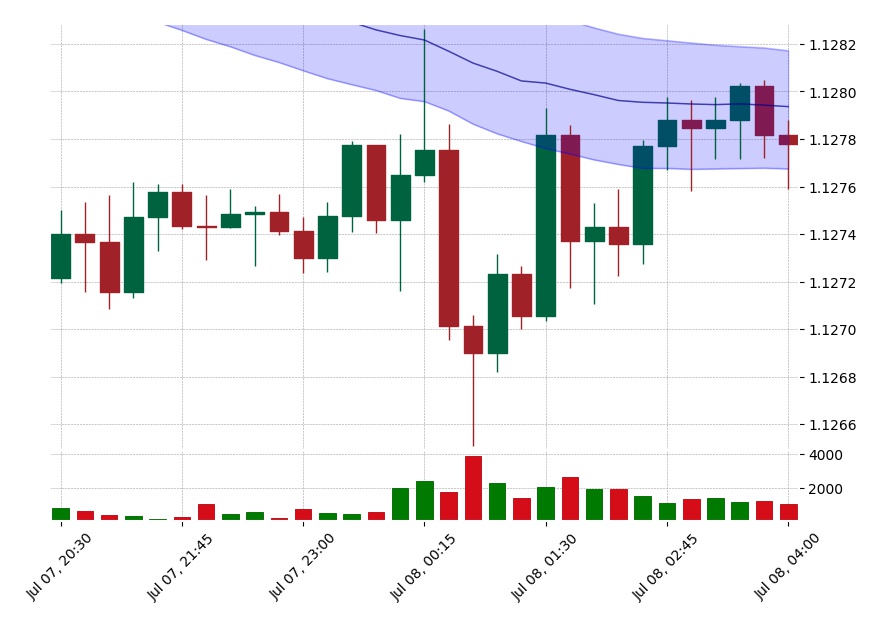 1.1282
1.1280
1.1278
1.1276
1.1274
1.1272
1.1270
1.1268
1.1266
4000
2000
Jul 07, 20:30
Jul 07, 21:45
Jul 07, 23:00
Jul 08, 00:15
Jul 08, 01:30
Jul 08, 02:45
Jul 08, 04:00